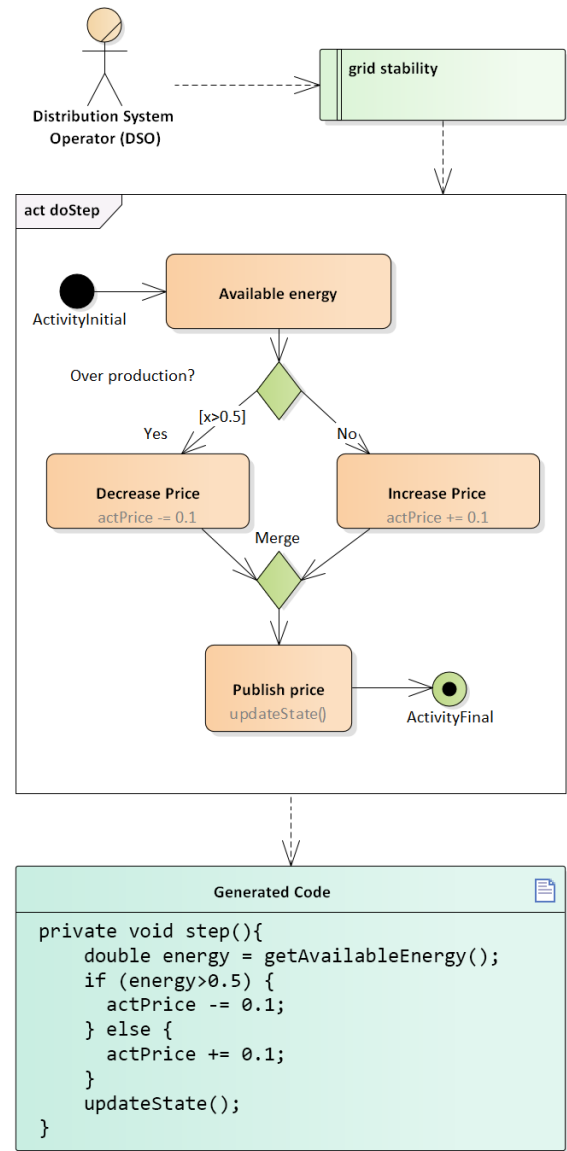 grid stability
Distribution System
Operator (DSO)
act doStep
Available energy
ActivityInitial
Over production?
[x>0.5]
Yes
No
Decrease Price
actPrice -= 0.1
Increase Price
actPrice += 0.1
Merge
Publish price
updateState()
ActivityFinal
Generated Code
private void step(){
    double energy = getAvailableEnergy();
    if (energy>0.5) {
      actPrice -= 0.1;
    } else {
      actPrice += 0.1;
    }
    updateState();
}